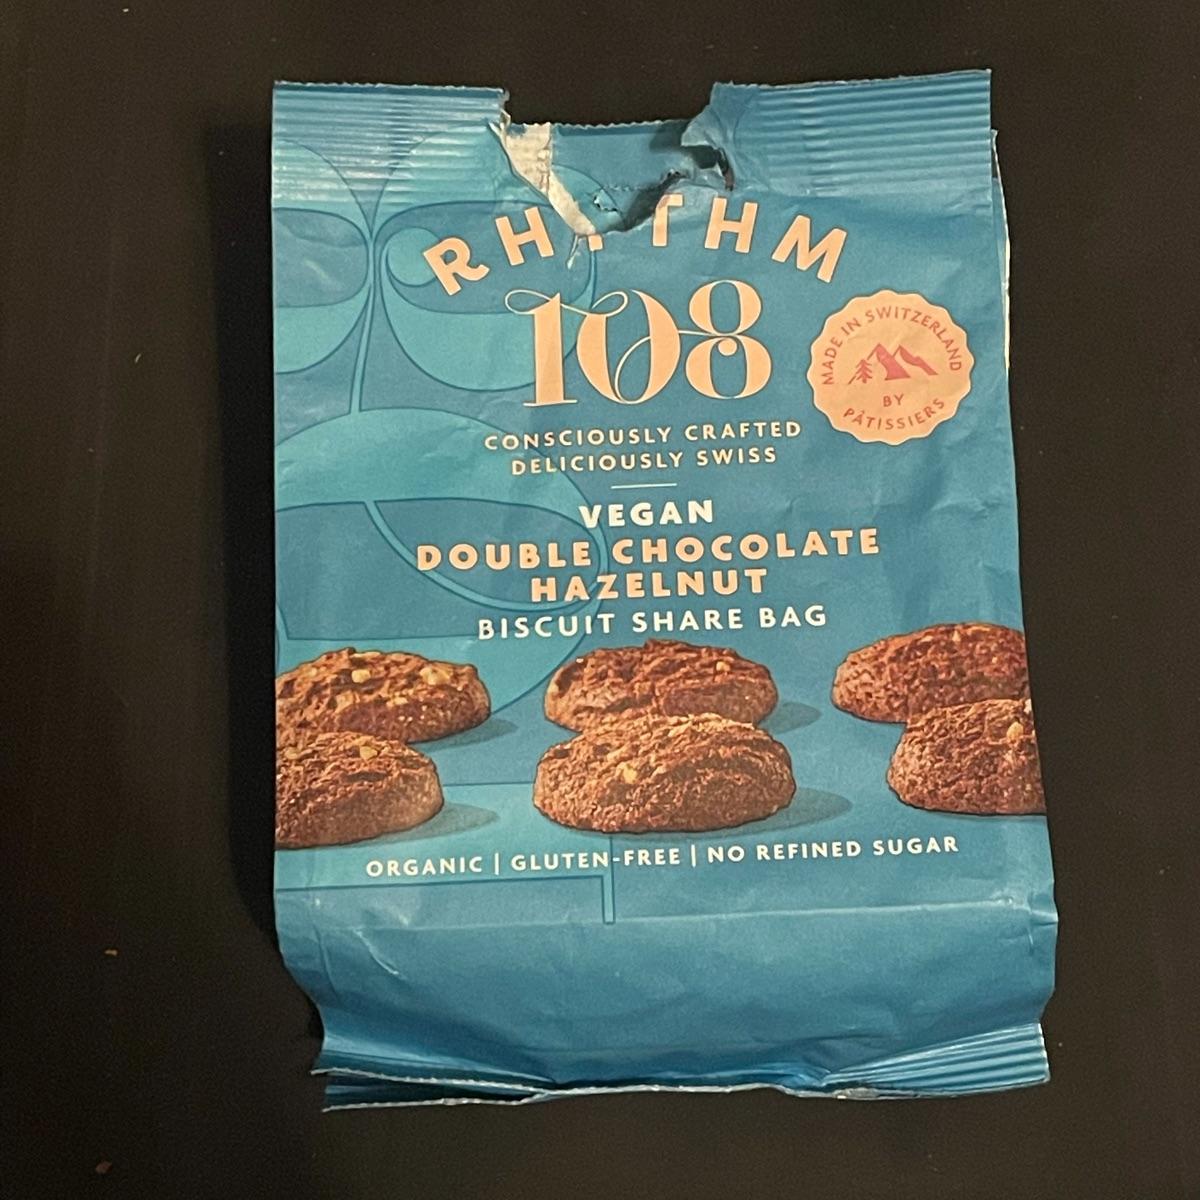 RHYTHM
108
MADE IN SWITZERLAND
BY
PÂTISSIERS
CONSCIOUSLY CRAFTED
DELICIOUSLY SWISS
VEGAN
DOUBLE CHOCOLATE
HAZELNUT
BISCUIT SHARE BAG
ORGANIC | GLUTEN-FREE | NO REFINED SUGAR